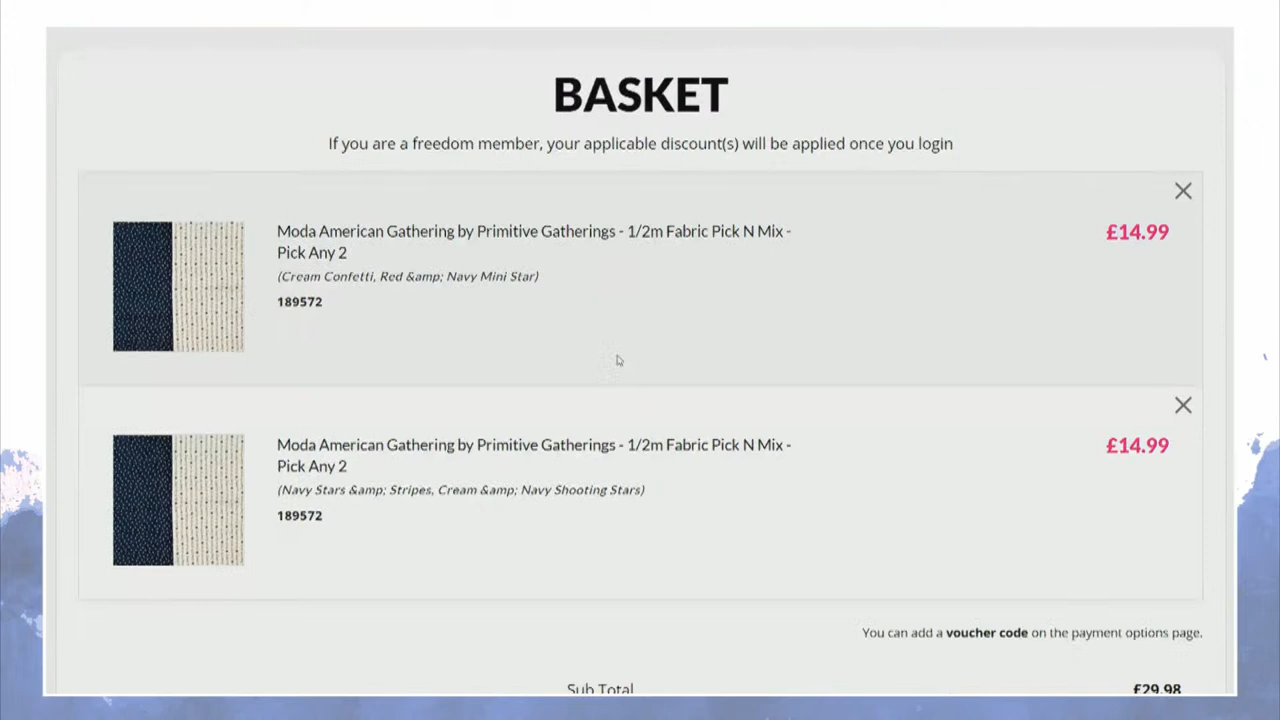 BASKET
If you are a freedom member, your applicable discount(s) will be applied once you login
Moda American Gathering by Primitive Gatherings - 1/2m Fabric Pick N Mix - £14.99
Pick Any 2
(Cream Confetti, Red &amp; Navy Mini Star)
189572
Moda American Gathering by Primitive Gatherings - 1/2m Fabric Pick N Mix - £14.99
Pick Any 2
(Navy Stars &amp; Stripes, Cream &amp; Navy Shooting Stars)
189572
You can add a voucher code on the payment options page.
Sub Total £29.98